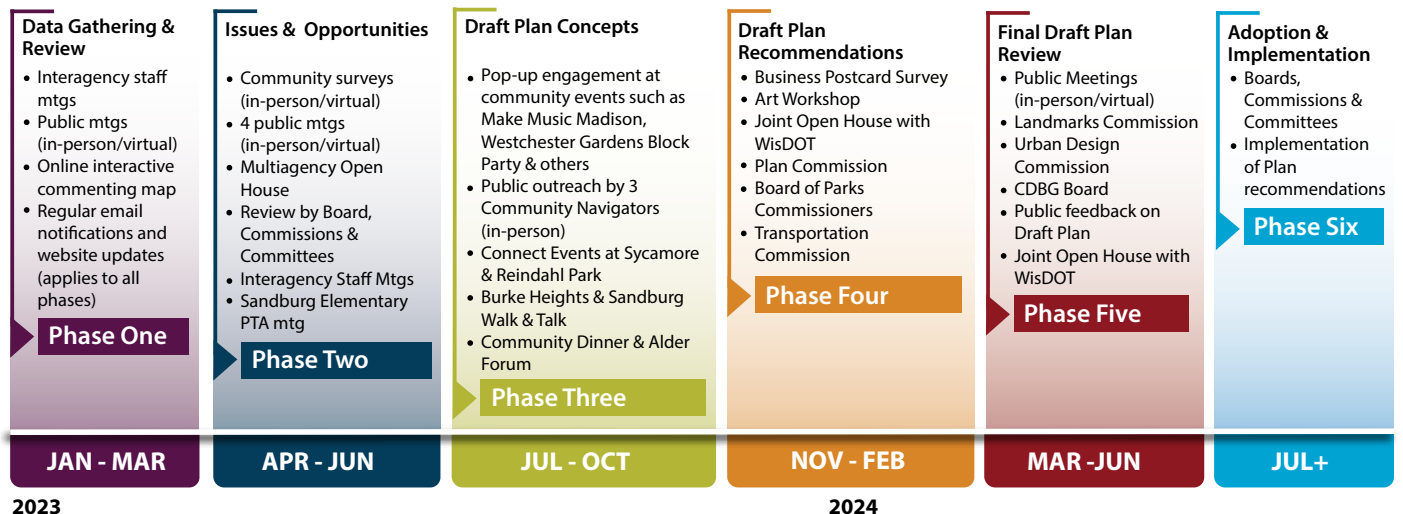 Data Gathering &
Review
• Interagency staff
mtgs
• Public mtgs
(in-person/virtual)
• Online interactive
commenting map
• Regular email
notifications and
website updates
(applies to all
phases)
Phase One
JAN - MAR
2023
Issues & Opportunities
• Community surveys
(in-person/virtual)
• 4 public mtgs
(in-person/virtual)
• Multiagency Open
House
• Review by Board,
Commissions &
Committees
• Interagency Staff Mtgs
• Sandburg Elementary
PTA mtg
Phase Two
APR - JUN
Draft Plan Concepts
• Pop-up engagement at
community events such as
Make Music Madison,
Westchester Gardens Block
Party & others
• Public outreach by 3
Community Navigators
(in-person)
• Connect Events at Sycamore
& Reindahl Park
• Burke Heights & Sandburg
Walk & Talk
• Community Dinner & Alder
Forum
Phase Three
JUL - OCT
Draft Plan
Recommendations
• Business Postcard Survey
• Art Workshop
• Joint Open House with
WisDOT
• Plan Commission
• Board of Parks
Commissioners
• Transportation
Commission
Phase Four
NOV - FEB
2024
Final Draft Plan
Review
• Public Meetings
(in-person/virtual)
• Landmarks Commission
• Urban Design
Commission
• CDBG Board
• Public feedback on
Draft Plan
• Joint Open House with
WisDOT
Phase Five
MAR -JUN
Adoption &
Implementation
• Boards,
Commissions &
Committees
• Implementation
of Plan
recommendations
Phase Six
JUL+